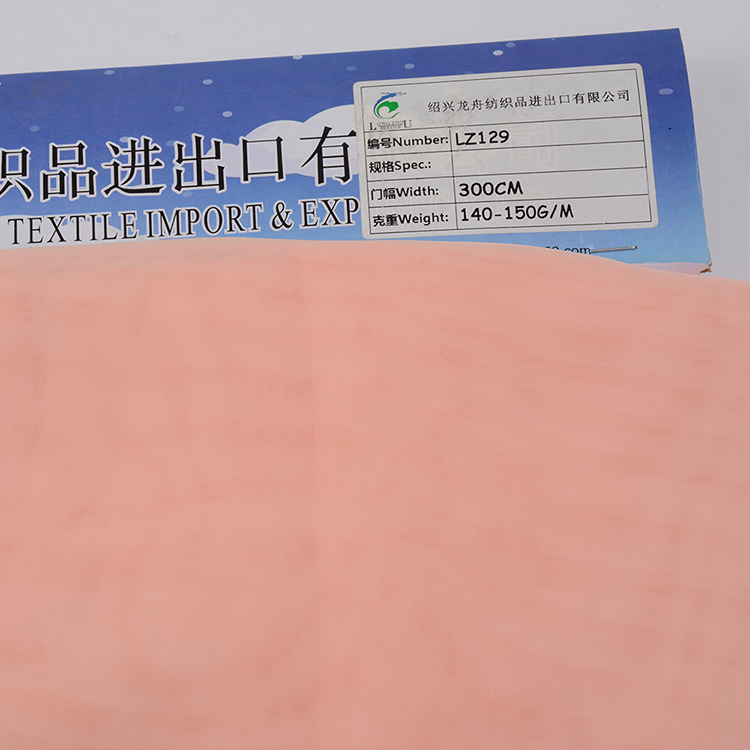 绍兴龙舟纺织品进出口有限公司
编号Number: LZ129
规格Spec.:
门幅Width: 300CM
克重Weight: 140-150G/M
织品进出口有
TEXTILE IMPORT & EXP
.com